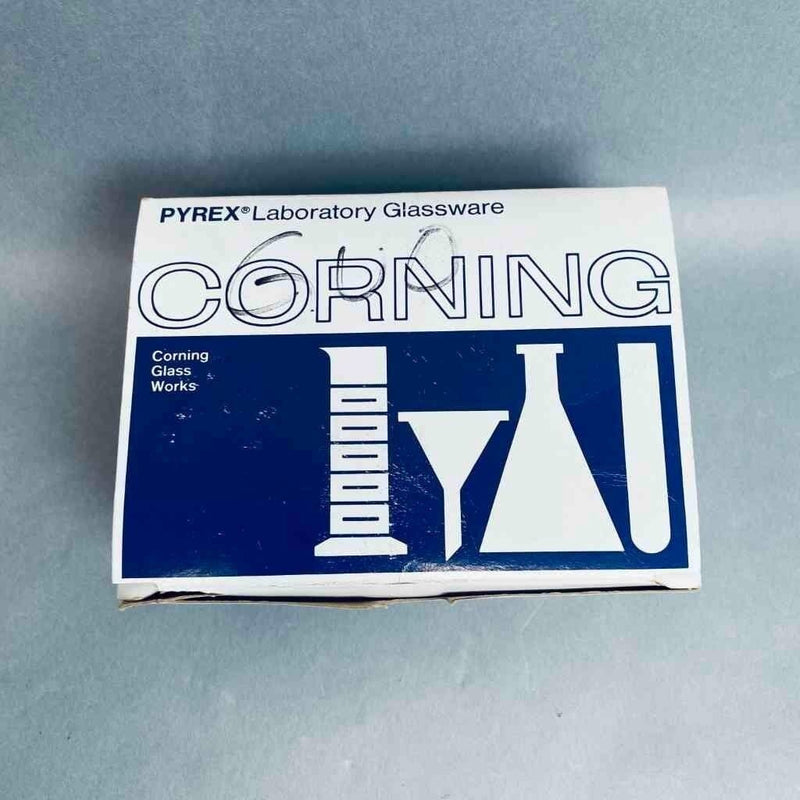 PYREX® Laboratory Glassware
CORNING
Corning
Glass
Works